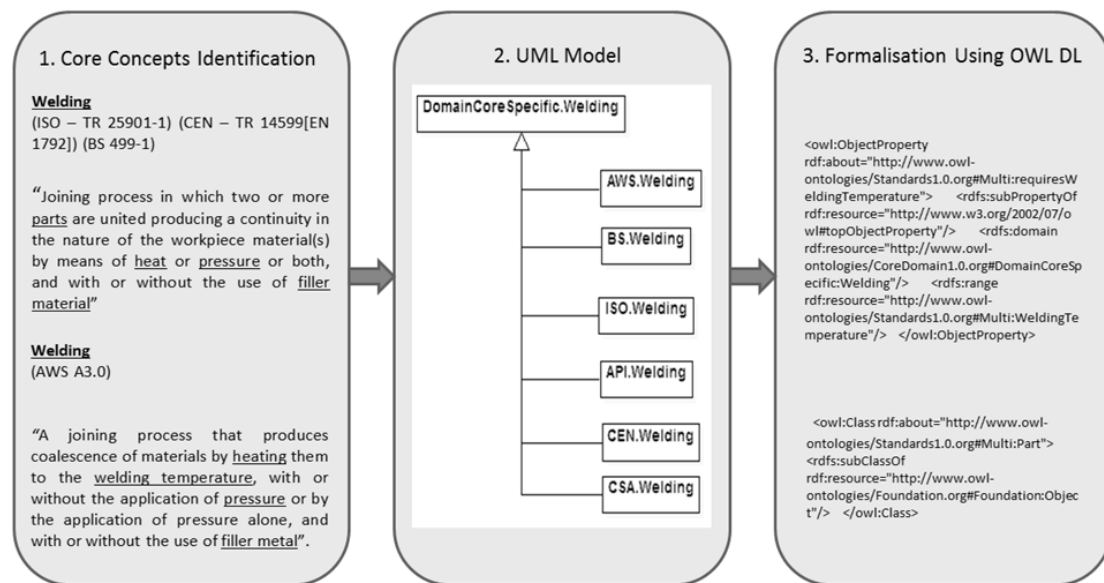 1. Core Concepts Identification
Welding
(ISO – TR 25901-1) (CEN – TR 14599[EN
1792]) (BS 499-1)
“Joining process in which two or more
parts are united producing a continuity in
the nature of the workpiece material(s)
by means of heat or pressure or both,
and with or without the use of filler
material”
Welding
(AWS A3.0)
“A joining process that produces
coalescence of materials by heating them
to the welding temperature, with or
without the application of pressure or by
the application of pressure alone, and
with or without the use of filler metal”.
2. UML Model
DomainCoreSpecific.Welding
AWS.Welding
BS.Welding
ISO.Welding
API.Welding
CEN.Welding
CSA.Welding
3. Formalisation Using OWL DL
<owl:ObjectProperty
rdf:about="http://www.owl-
ontologies/Standards1.0.org#Multi:requiresW
eldingTemperature"> <rdfs:subPropertyOf
rdf:resource="http://www.w3.org/2002/07/o
wl#topObjectProperty"/> <rdfs:domain
rdf:resource="http://www.owl-
ontologies/CoreDomain1.0.org#DomainCoreSp
ecific:Welding"/> <rdfs:range
rdf:resource="http://www.owl-
ontologies/Standards1.0.org#Multi:WeldingTe
mperature"/> </owl:ObjectProperty>
<owl:Class rdf:about="http://www.owl-
ontologies/Standards1.0.org#Multi:Part">
<rdfs:subClassOf
rdf:resource="http://www.owl-
ontologies/Foundation.org#Foundation:Objec
t"/> </owl:Class>